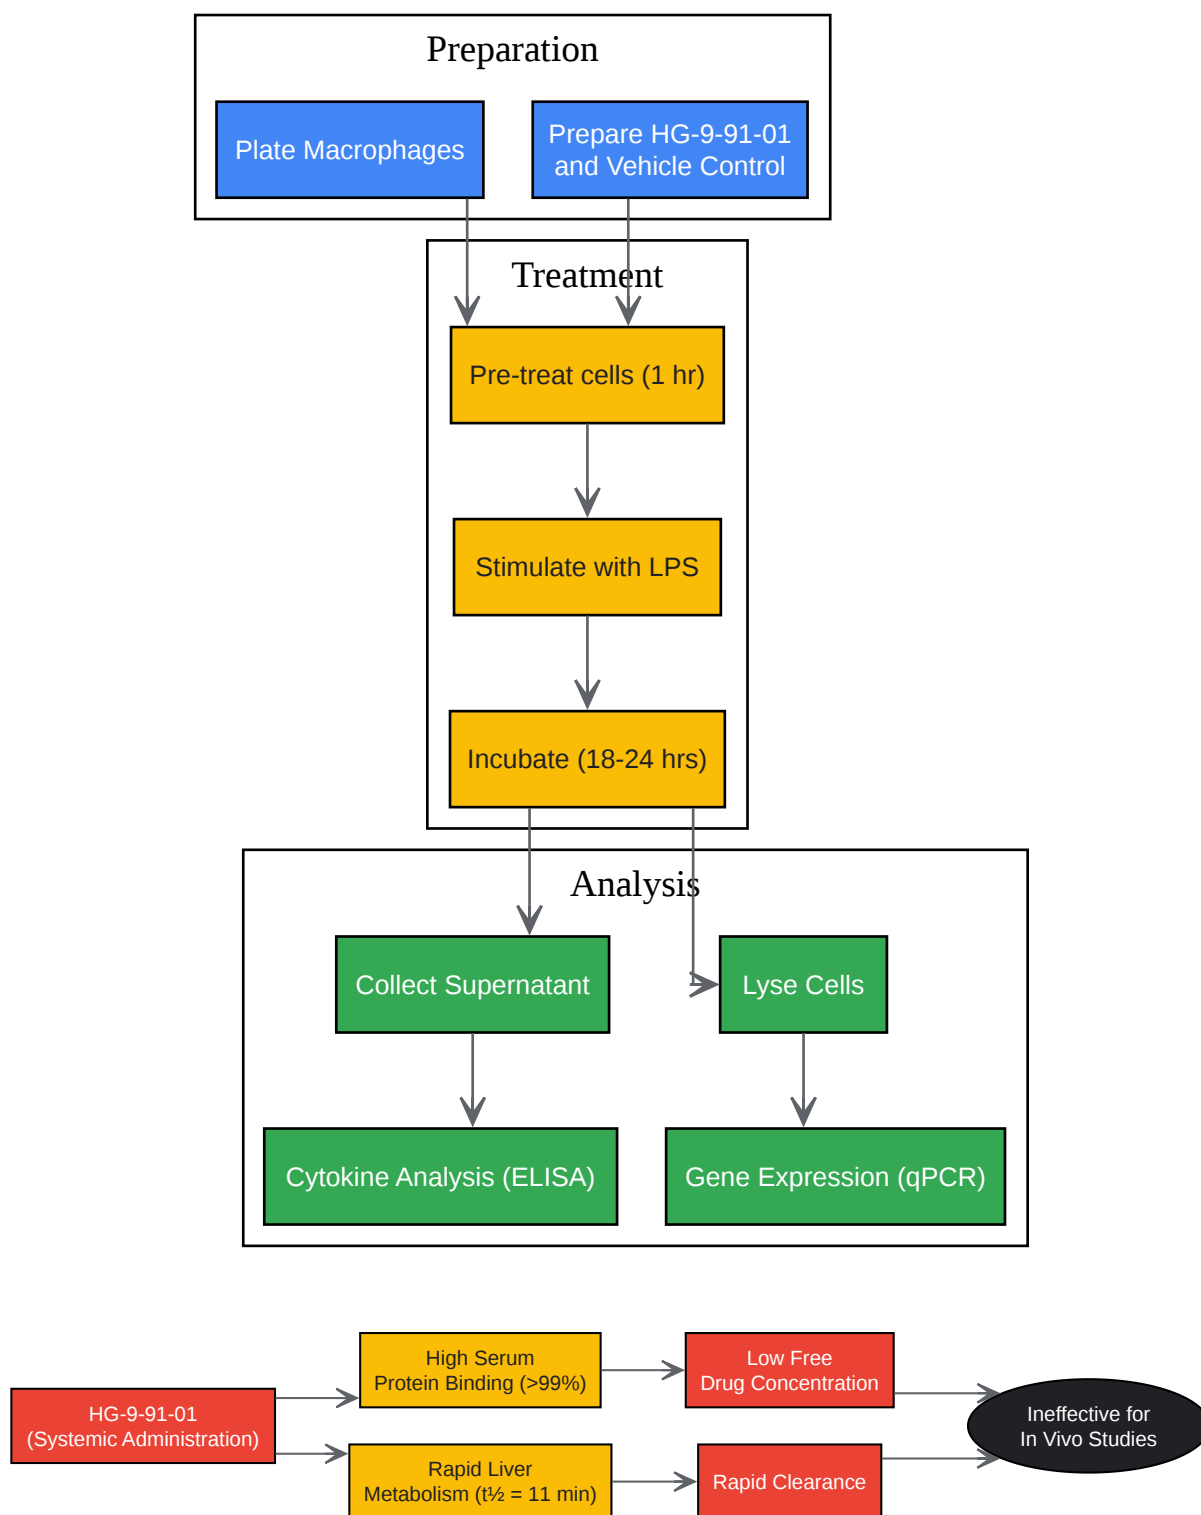 Preparation
Plate Macrophages
Prepare HG-9-91-01
and Vehicle Control
Treatment
Pre-treat cells (1 hr)
Stimulate with LPS
Incubate (18-24 hrs)
Analysis
Collect Supernatant
Lyse Cells
Cytokine Analysis (ELISA)
Gene Expression (qPCR)
HG-9-91-01
(Systemic Administration)
High Serum
Protein Binding (>99%)
Low Free
Drug Concentration
Rapid Liver
Metabolism (t½ = 11 min)
Rapid Clearance
Ineffective for
In Vivo Studies